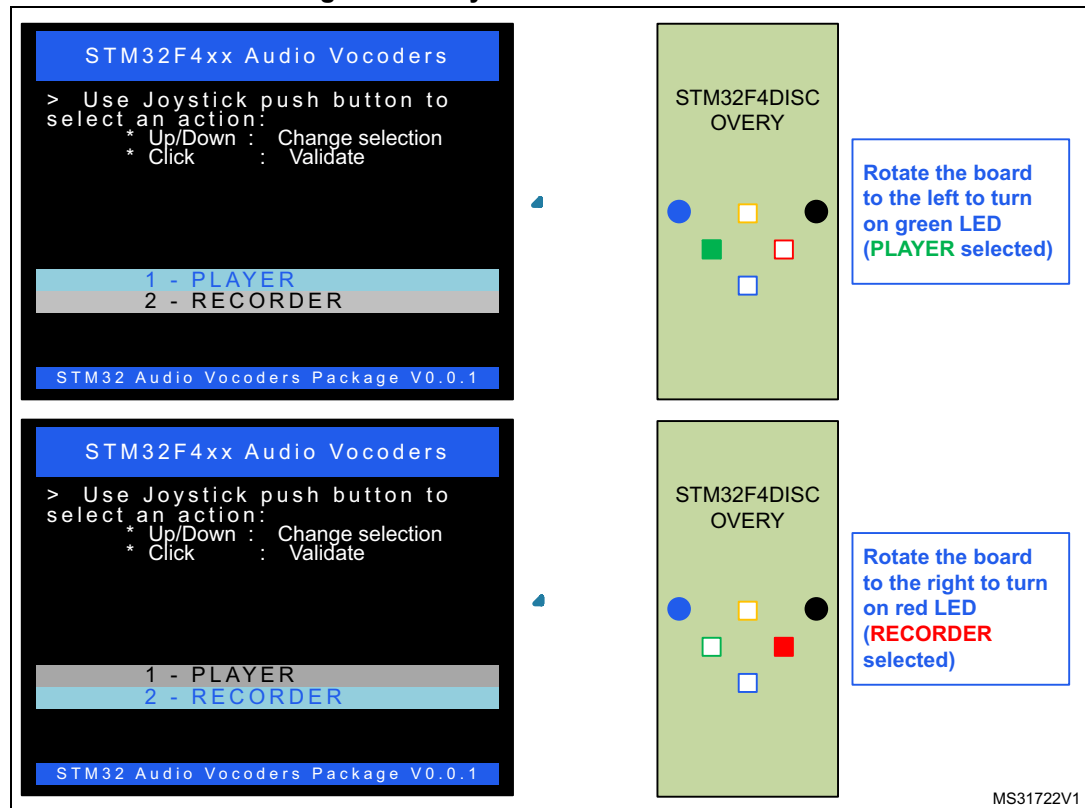 STM32F4xx Audio Vocoders
> Use Joystick push button to
select an action:
* Up/Down : Change selection
* Click : Validate
1 - PLAYER
2 - RECORDER
STM32 Audio Vocoders Package V0.0.1
STM32F4DISC
OVERY
Rotate the board
to the left to turn
on green LED
(PLAYER selected)
STM32F4xx Audio Vocoders
> Use Joystick push button to
select an action:
* Up/Down : Change selection
* Click : Validate
1 - PLAYER
2 - RECORDER
STM32 Audio Vocoders Package V0.0.1
STM32F4DISC
OVERY
Rotate the board
to the right to turn
on red LED
(RECORDER
selected)
MS31722V1